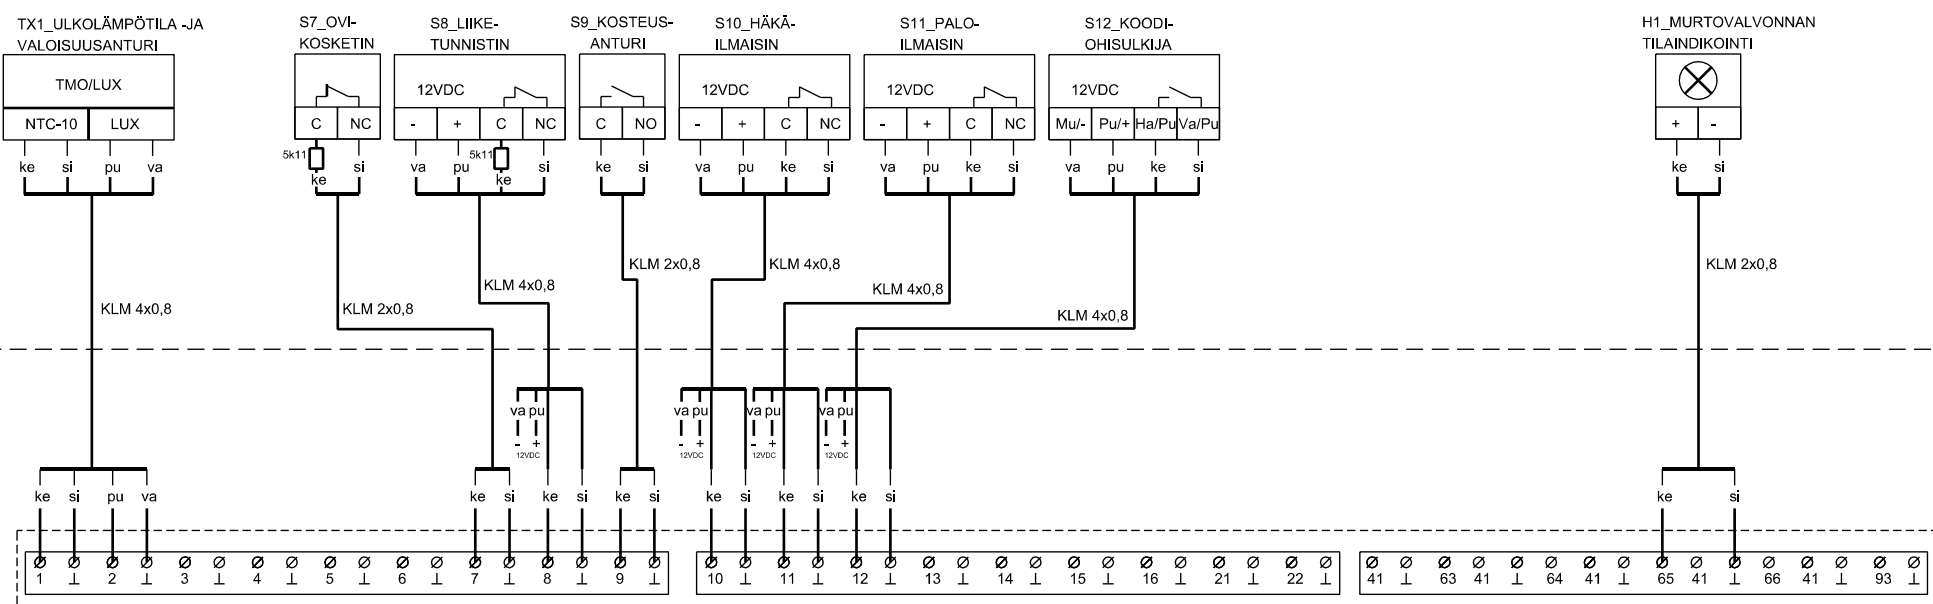 TX1_ULKOLÄMPÖTILA -JA
VALOISUUSANTURI
S7_OVI-
KOSKETIN
S8_LIIKE-
TUNNISTIN
S9_KOSTEUS-
ANTURI
S10_HÄKÄ-
ILMAISIN
S11_PALO-
ILMAISIN
S12_KOODI-
OHISULKIJA
H1_MURTOVALVONNAN
TILAINDIKOINTI
TMO/LUX
12VDC
12VDC
12VDC
12VDC
NTC-10 LUX
C NC
- + C NC
C NO
- + C NC
- + C NC
Mu/- Pu/+ Ha/Pu Va/Pu
+ -
5k11
5k11
ke si pu va
ke si
va pu ke si
ke si
va pu ke si
va pu ke si
va pu ke si
ke si
KLM 4x0,8
KLM 2x0,8
KLM 4x0,8
KLM 2x0,8
KLM 4x0,8
KLM 4x0,8
KLM 4x0,8
KLM 2x0,8
va pu
- +
12VDC
va pu
- +
12VDC
va pu
- +
12VDC
va pu
- +
12VDC
ke si pu va
ke si ke si ke si
ke si ke si ke si
ke si
1 ⊥ 2 ⊥ 3 ⊥ 4 ⊥ 5 ⊥ 6 ⊥ 7 ⊥ 8 ⊥ 9 ⊥
10 ⊥ 11 ⊥ 12 ⊥ 13 ⊥ 14 ⊥ 15 ⊥ 16 ⊥ 21 ⊥ 22 ⊥
41 ⊥ 63 41 ⊥ 64 41 ⊥ 65 41 ⊥ 66 41 ⊥ 93 ⊥